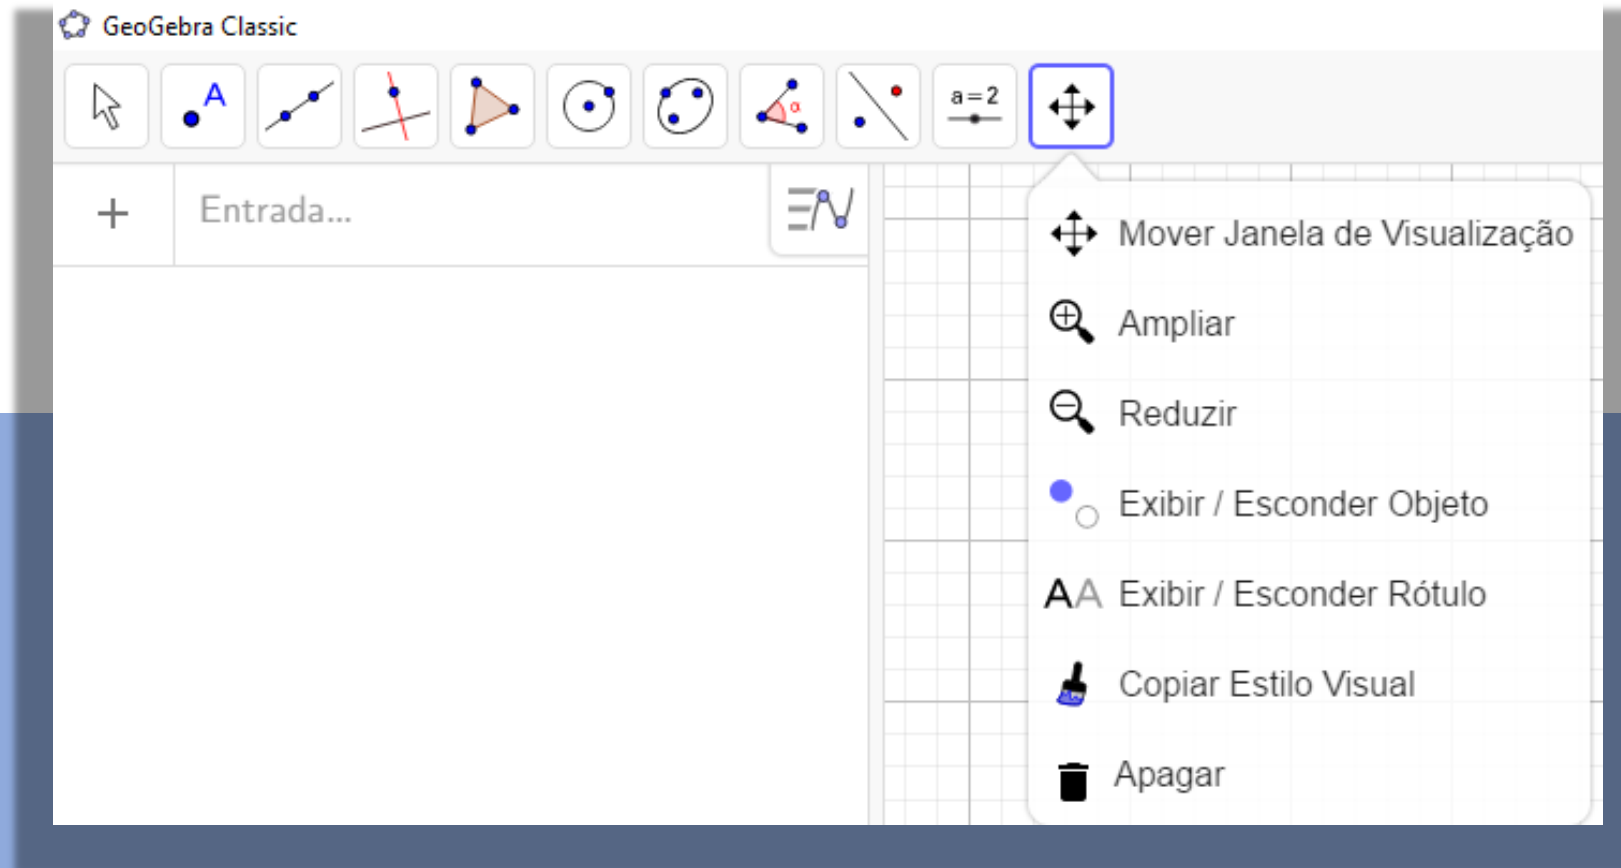 GeoGebra Classic
A
α
a=2
Entrada...
Mover Janela de Visualização
Ampliar
Reduzir
Exibir / Esconder Objeto
AA Exibir / Esconder Rótulo
Copiar Estilo Visual
Apagar